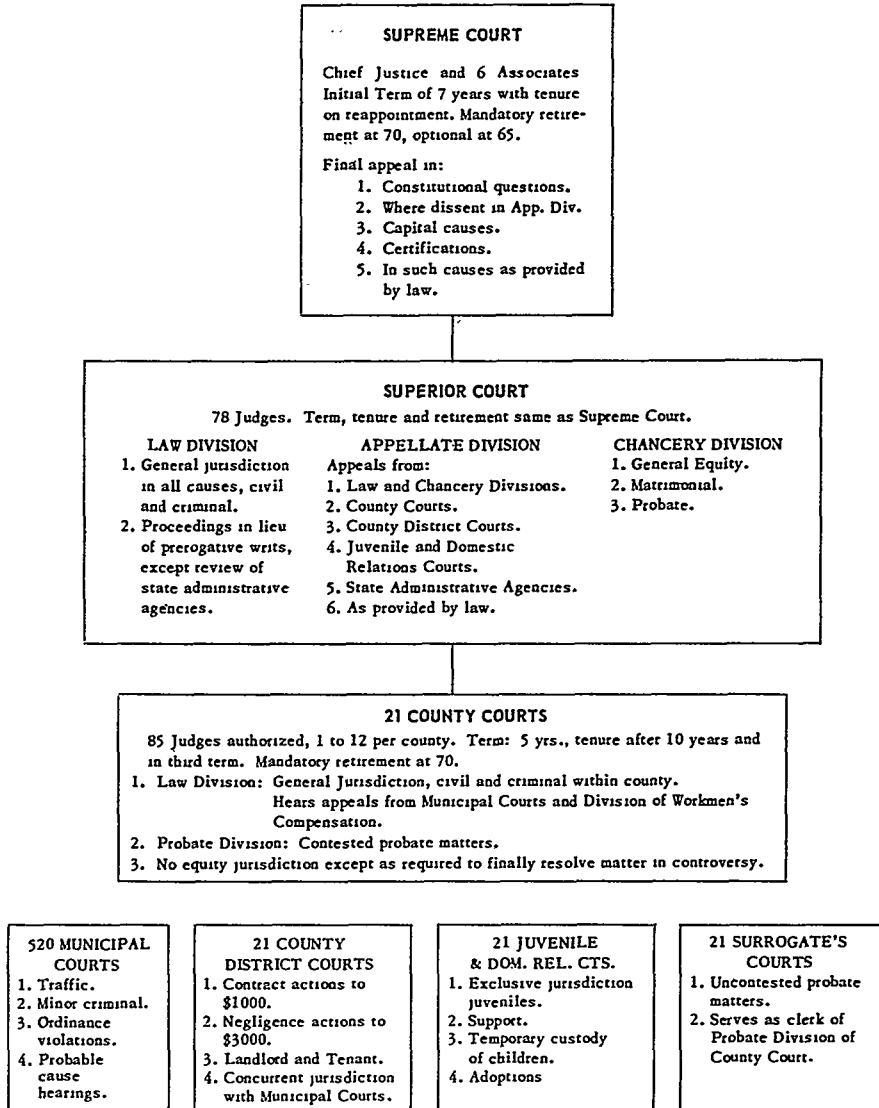 SUPREME COURT
Chief Justice and 6 Associates
Initial Term of 7 years with tenure
on reappointment. Mandatory retire-
ment at 70, optional at 65.
Final appeal in:
1. Constitutional questions.
2. Where dissent in App. Div.
3. Capital causes.
4. Certifications.
5. In such causes as provided
by law.
SUPERIOR COURT
78 Judges. Term, tenure and retirement same as Supreme Court.
LAW DIVISION
1. General jurisdiction
in all causes, civil
and criminal.
2. Proceedings in lieu
of prerogative writs,
except review of
state administrative
agencies.
APPELLATE DIVISION
Appeals from:
1. Law and Chancery Divisions.
2. County Courts.
3. County District Courts.
4. Juvenile and Domestic
Relations Courts.
5. State Administrative Agencies.
6. As provided by law.
CHANCERY DIVISION
1. General Equity.
2. Matrimonial.
3. Probate.
21 COUNTY COURTS
85 Judges authorized, 1 to 12 per county. Term: 5 yrs., tenure after 10 years and
in third term. Mandatory retirement at 70.
1. Law Division: General Jurisdiction, civil and criminal within county.
Hears appeals from Municipal Courts and Division of Workmen's
Compensation.
2. Probate Division: Contested probate matters.
3. No equity jurisdiction except as required to finally resolve matter in controversy.
520 MUNICIPAL
COURTS
1. Traffic.
2. Minor criminal.
3. Ordinance
violations.
4. Probable
cause
hearings.
21 COUNTY
DISTRICT COURTS
1. Contract actions to
$1000.
2. Negligence actions to
$3000.
3. Landlord and Tenant.
4. Concurrent jurisdiction
with Municipal Courts.
21 JUVENILE
& DOM. REL. CTS.
1. Exclusive jurisdiction
juveniles.
2. Support.
3. Temporary custody
of children.
4. Adoptions
21 SURROGATE'S
COURTS
1. Uncontested probate
matters.
2. Serves as clerk of
Probate Division of
County Court.